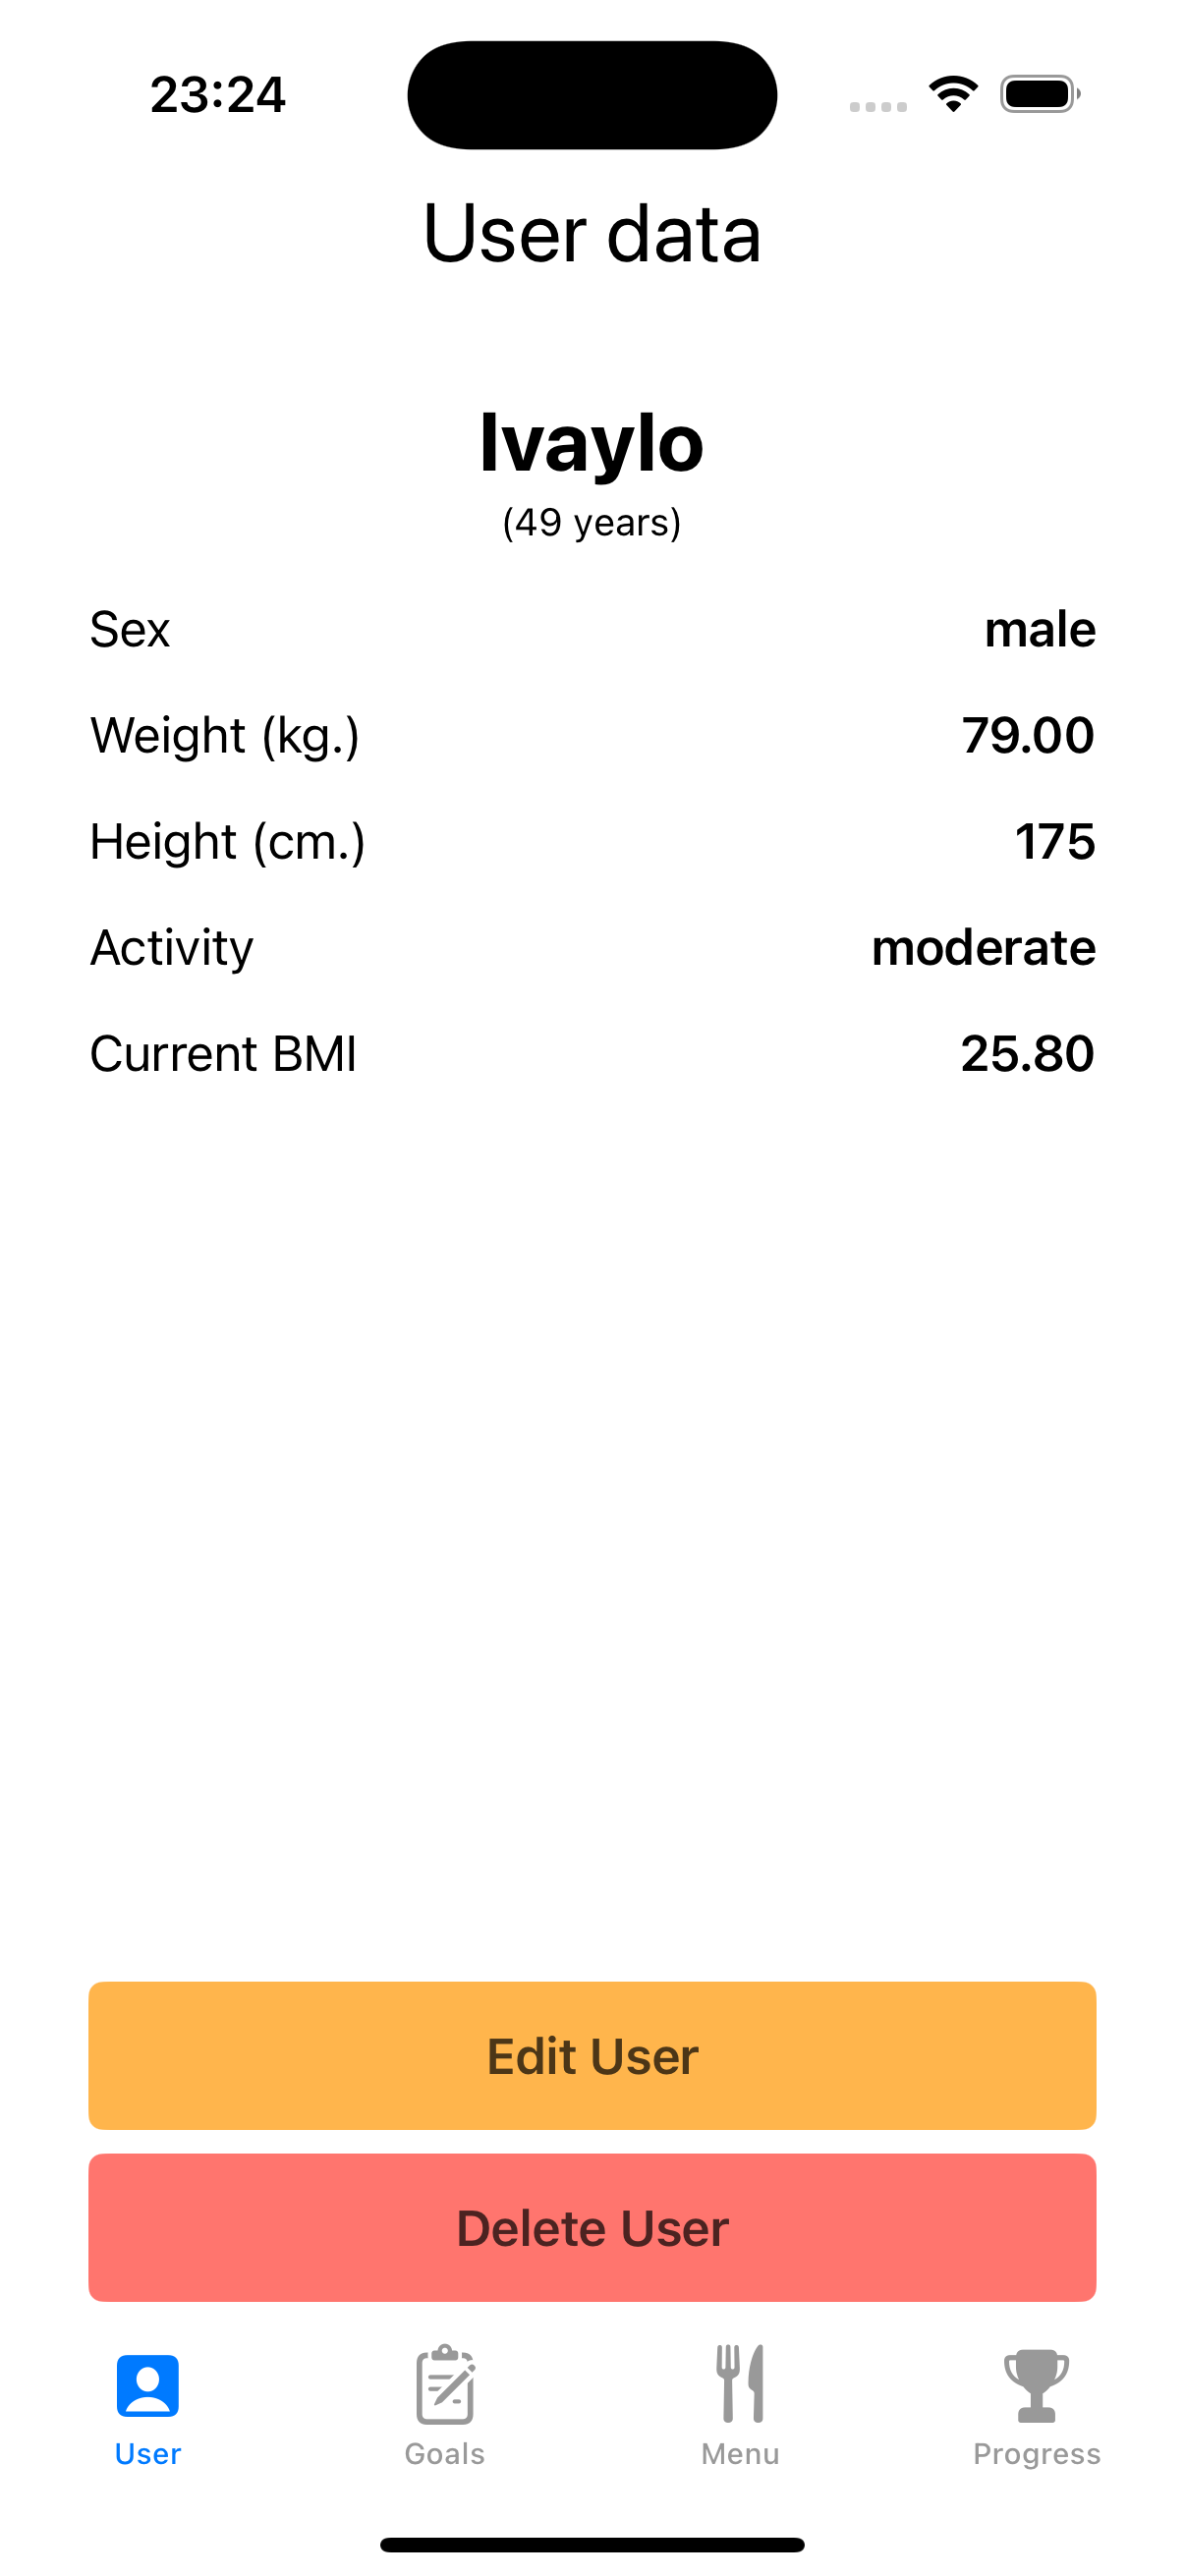 23:24
User data
Ivaylo
(49 years)
Sex male
Weight (kg.) 79.00
Height (cm.) 175
Activity moderate
Current BMI 25.80
Edit User
Delete User
User Goals Menu Progress